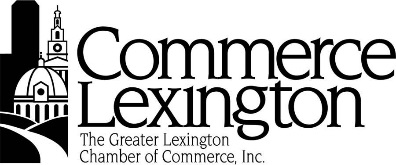 Commerce
Lexington
The Greater Lexington
Chamber of Commerce, Inc.